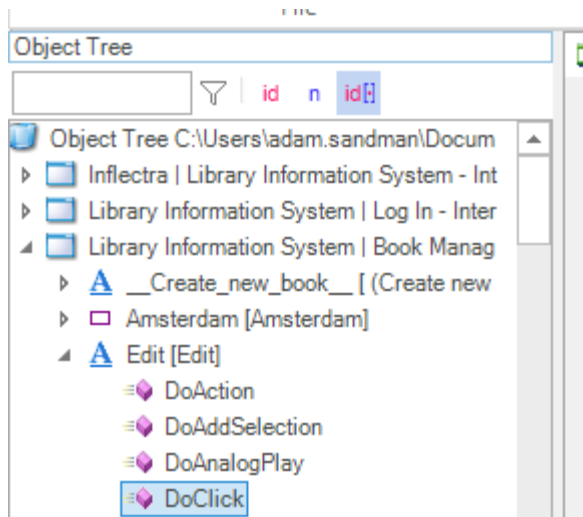 File
Object Tree
id n id[·]
Object Tree C:\Users\adam.sandman\Docum
Inflectra | Library Information System - Int
Library Information System | Log In - Inter
Library Information System | Book Manag
A __Create_new_book__ [ (Create new
Amsterdam [Amsterdam]
A Edit [Edit]
DoAction
DoAddSelection
DoAnalogPlay
DoClick